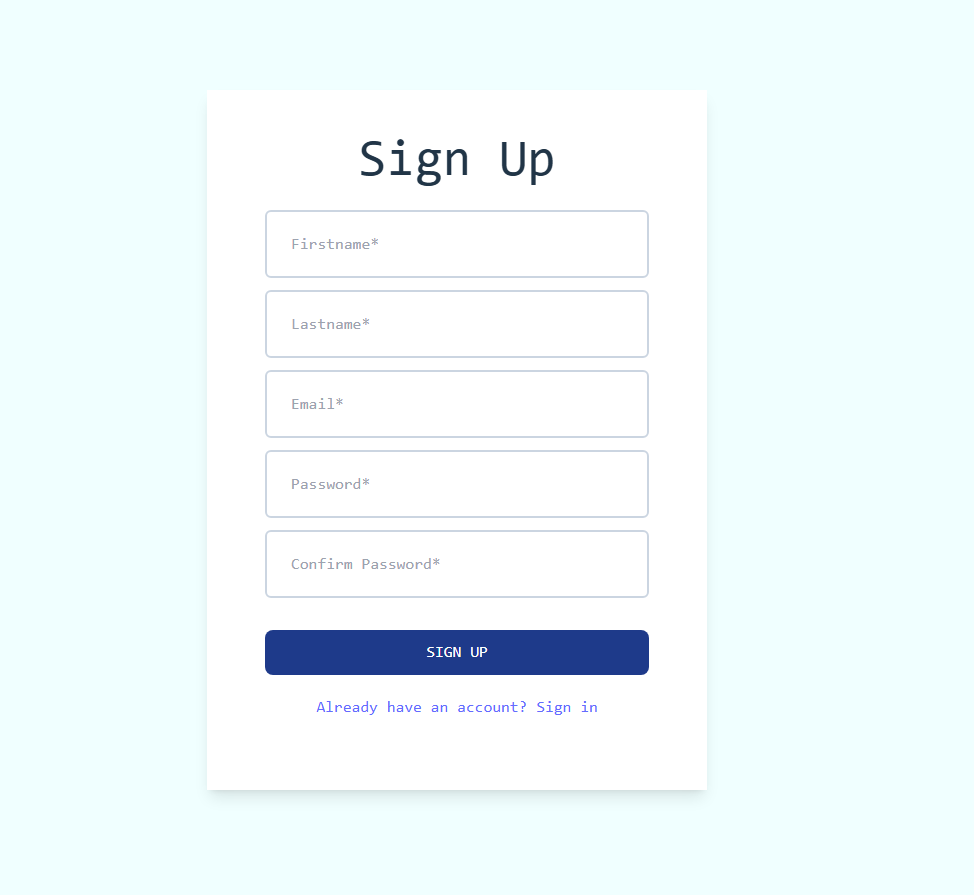 Sign Up
Firstname*
Lastname*
Email*
Password*
Confirm Password*
SIGN UP
Already have an account? Sign in